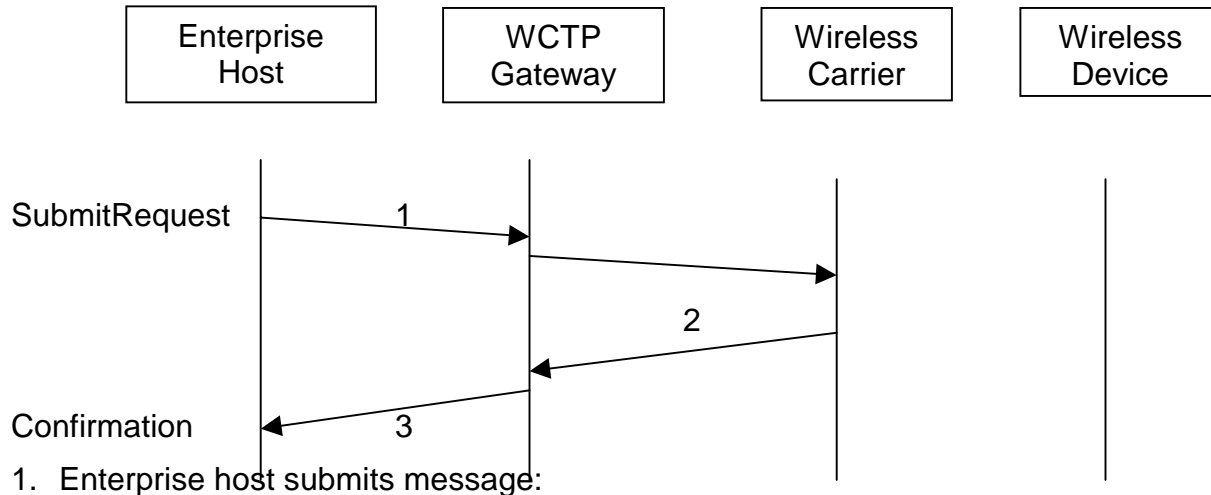 Enterprise
Host
WCTP
Gateway
Wireless
Carrier
Wireless
Device
SubmitRequest
1
2
Confirmation
3
1. Enterprise host submits message: